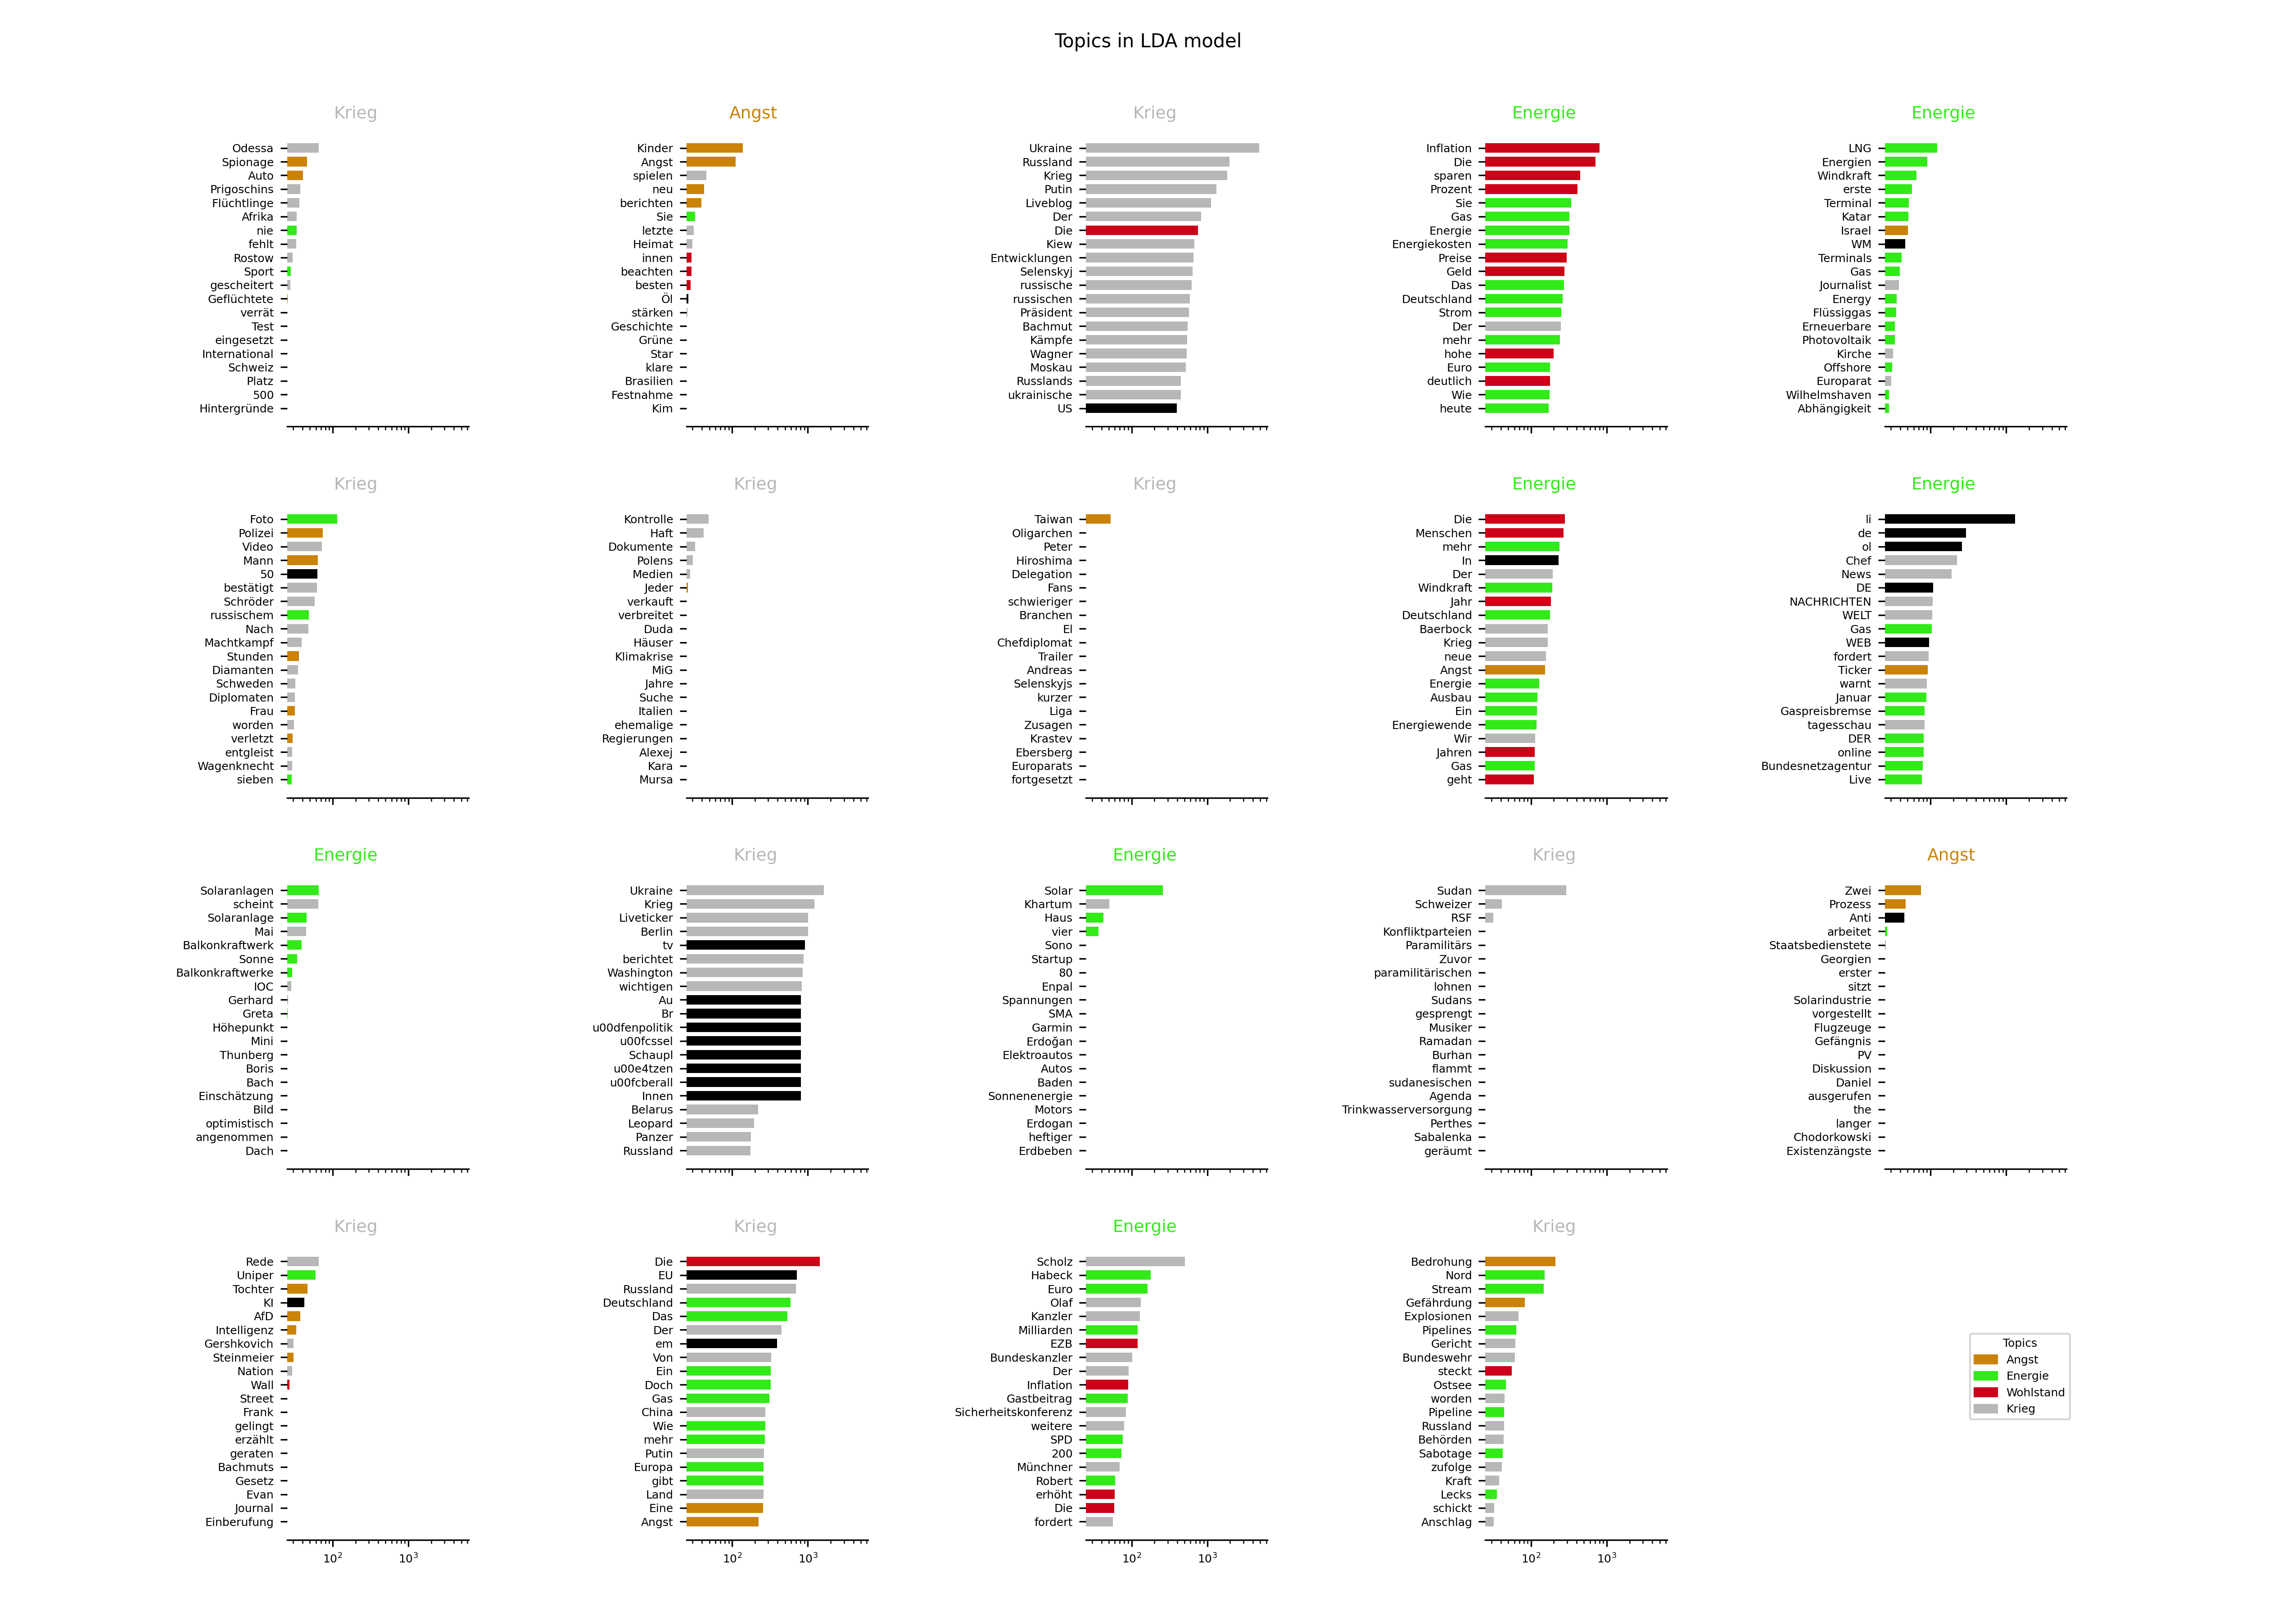 Topics in LDA model
Krieg
Odessa
Spionage
Auto
Prigoschins
Flüchtlinge
Afrika
nie
fehlt
Rostow
Sport
gescheitert
Geflüchtete
verrät
Test
eingesetzt
International
Schweiz
Platz
500
Hintergründe
Angst
Kinder
Angst
spielen
neu
berichten
Sie
letzte
Heimat
innen
beachten
besten
Öl
stärken
Geschichte
Grüne
Star
klare
Brasilien
Festnahme
Kim
Krieg
Ukraine
Russland
Krieg
Putin
Liveblog
Der
Die
Kiew
Entwicklungen
Selenskyj
russische
russischen
Präsident
Bachmut
Kämpfe
Wagner
Moskau
Russlands
ukrainische
US
Energie
Inflation
Die
sparen
Prozent
Sie
Gas
Energie
Energiekosten
Preise
Geld
Das
Deutschland
Strom
Der
mehr
hohe
Euro
deutlich
Wie
heute
Energie
LNG
Energien
Windkraft
erste
Terminal
Katar
Israel
WM
Terminals
Gas
Journalist
Energy
Flüssiggas
Erneuerbare
Photovoltaik
Kirche
Offshore
Europarat
Wilhelmshaven
Abhängigkeit
Krieg
Foto
Polizei
Video
Mann
50
bestätigt
Schröder
russischem
Nach
Machtkampf
Stunden
Diamanten
Schweden
Diplomaten
Frau
worden
verletzt
entgleist
Wagenknecht
sieben
Krieg
Kontrolle
Haft
Dokumente
Polens
Medien
Jeder
verkauft
verbreitet
Duda
Häuser
Klimakrise
MiG
Jahre
Suche
Italien
ehemalige
Regierungen
Alexej
Kara
Mursa
Krieg
Taiwan
Oligarchen
Peter
Hiroshima
Delegation
Fans
schwieriger
Branchen
El
Chefdiplomat
Trailer
Andreas
Selenskyjs
kurzer
Liga
Zusagen
Krastev
Ebersberg
Europarats
fortgesetzt
Energie
Die
Menschen
mehr
In
Der
Windkraft
Jahr
Deutschland
Baerbock
Krieg
neue
Angst
Energie
Ausbau
Ein
Energiewende
Wir
Jahren
Gas
geht
Energie
li
de
ol
Chef
News
DE
NACHRICHTEN
WELT
Gas
WEB
fordert
Ticker
warnt
Januar
Gaspreisbremse
tagesschau
DER
online
Bundesnetzagentur
Live
Energie
Solaranlagen
scheint
Solaranlage
Mai
Balkonkraftwerk
Sonne
Balkonkraftwerke
IOC
Gerhard
Greta
Höhepunkt
Mini
Thunberg
Boris
Bach
Einschätzung
Bild
optimistisch
angenommen
Dach
Krieg
Ukraine
Krieg
Liveticker
Berlin
tv
berichtet
Washington
wichtigen
Au
Br
u00dfenpolitik
u00fcssel
Schaupl
u00e4tzen
u00fcberall
Innen
Belarus
Leopard
Panzer
Russland
Energie
Solar
Khartum
Haus
vier
Sono
Startup
80
Enpal
Spannungen
SMA
Garmin
Erdoğan
Elektroautos
Autos
Baden
Sonnenenergie
Motors
Erdogan
heftiger
Erdbeben
Krieg
Sudan
Schweizer
RSF
Konfliktparteien
Paramilitärs
Zuvor
paramilitärischen
lohnen
Sudans
gesprengt
Musiker
Ramadan
Burhan
flammt
sudanesischen
Agenda
Trinkwasserversorgung
Perthes
Sabalenka
geräumt
Angst
Zwei
Prozess
Anti
arbeitet
Staatsbedienstete
Georgien
erster
sitzt
Solarindustrie
vorgestellt
Flugzeuge
Gefängnis
PV
Diskussion
Daniel
ausgerufen
the
langer
Chodorkowski
Existenzängste
Krieg
Rede
Uniper
Tochter
KI
AfD
Intelligenz
Gershkovich
Steinmeier
Nation
Wall
Street
Frank
gelingt
erzählt
geraten
Bachmuts
Gesetz
Evan
Journal
Einberufung
10² 10³
Krieg
Die
EU
Russland
Deutschland
Das
Der
em
Von
Ein
Doch
Gas
China
Wie
mehr
Putin
Europa
gibt
Land
Eine
Angst
10² 10³
Energie
Scholz
Habeck
Euro
Olaf
Kanzler
Milliarden
EZB
Bundeskanzler
Der
Inflation
Gastbeitrag
Sicherheitskonferenz
weitere
SPD
200
Münchner
Robert
erhöht
Die
fordert
10² 10³
Krieg
Bedrohung
Nord
Stream
Gefährdung
Explosionen
Pipelines
Gericht
Bundeswehr
steckt
Ostsee
worden
Pipeline
Russland
Behörden
Sabotage
zufolge
Kraft
Lecks
schickt
Anschlag
10² 10³
Topics
Angst
Energie
Wohlstand
Krieg